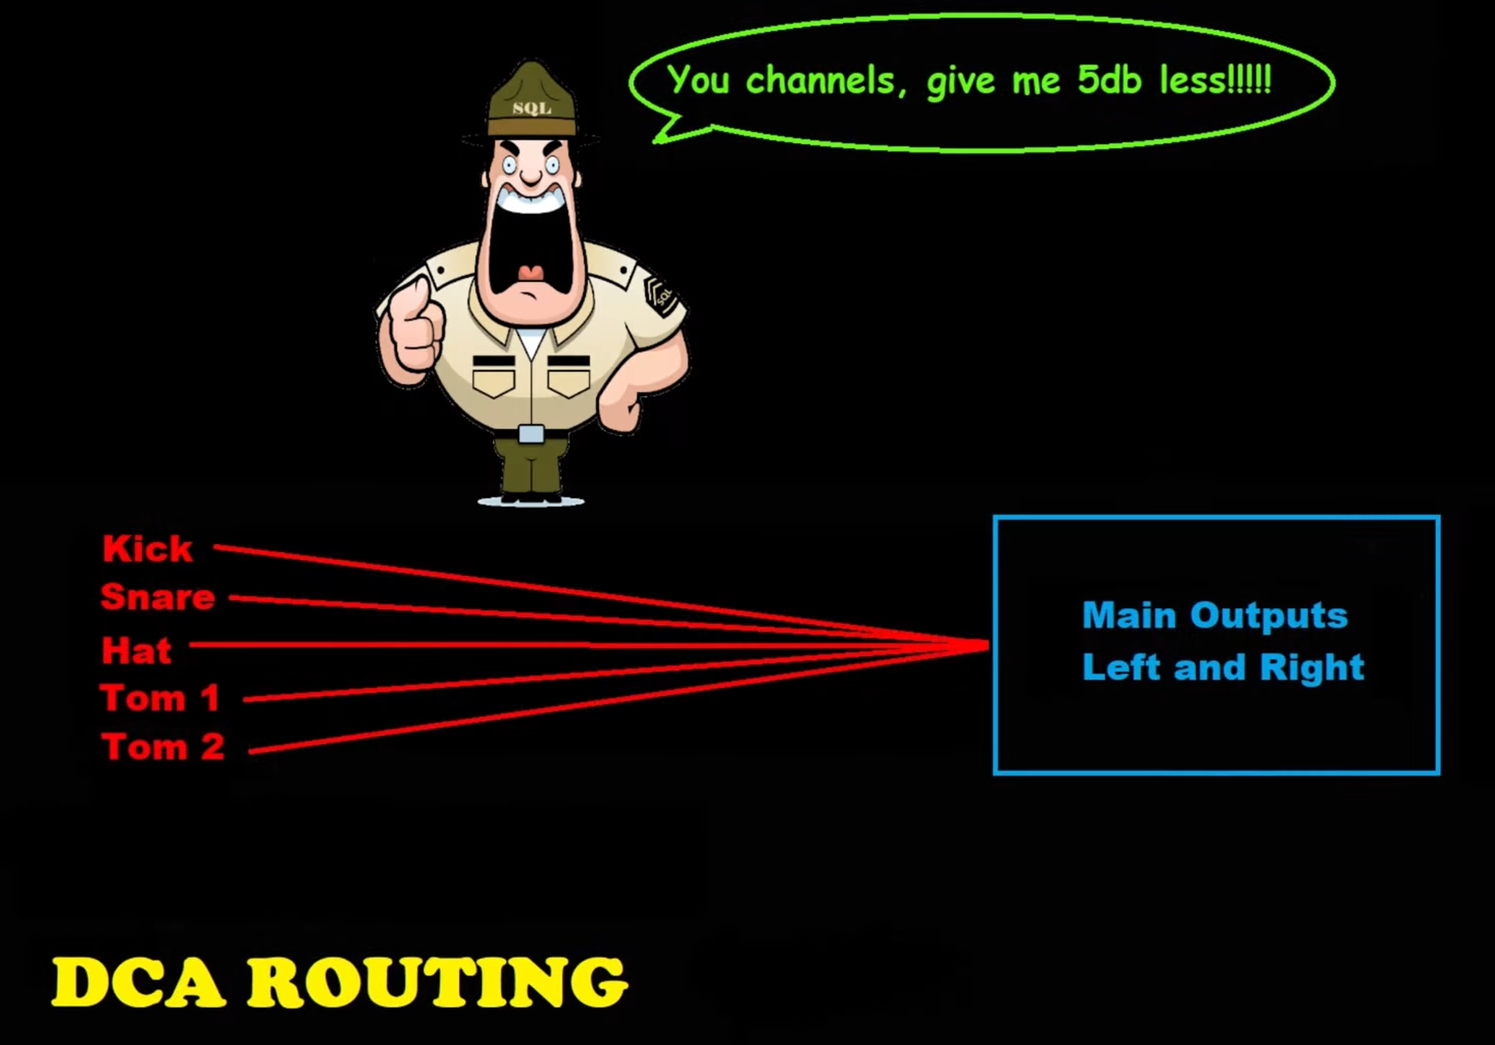 You channels, give me 5db less!!!!!
SQL
SQL
Kick
Snare
Hat
Tom 1
Tom 2
Main Outputs
Left and Right
DCA ROUTING